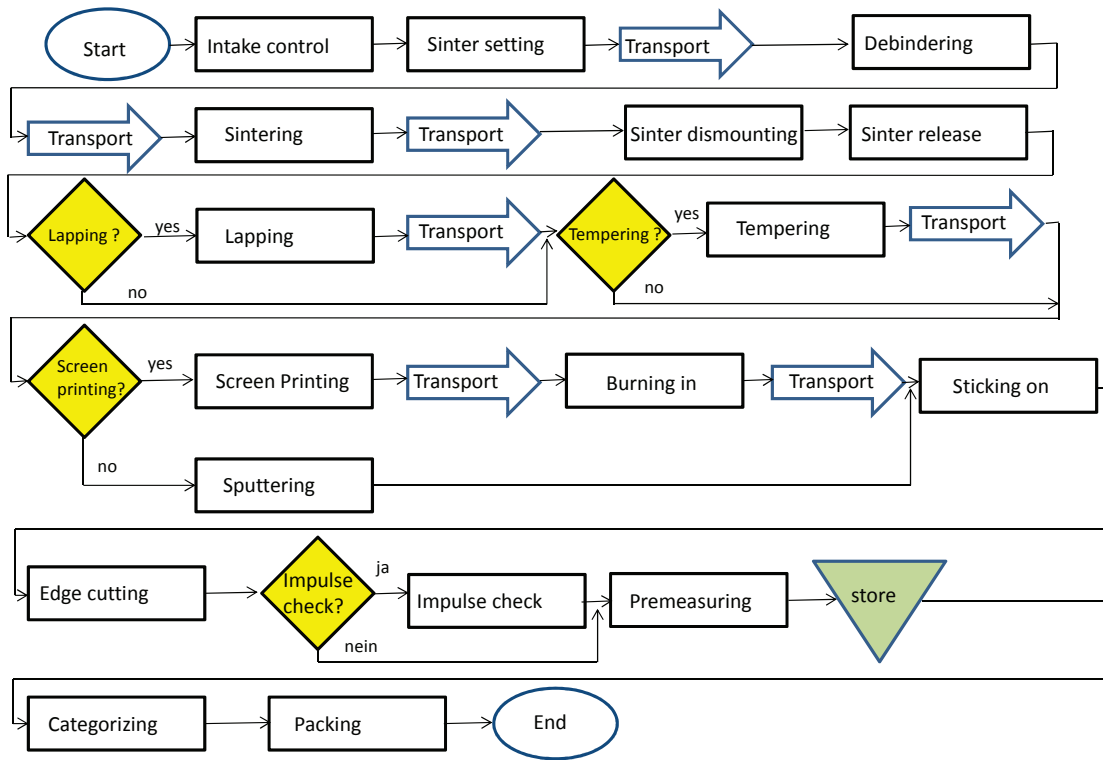 Start
Intake control
Sinter setting
Transport
Debindering
Transport
Sintering
Transport
Sinter dismounting
Sinter release
Lapping ?
yes
Lapping
Transport
Tempering ?
yes
Tempering
Transport
no
no
Screen
printing?
yes
Screen Printing
Transport
Burning in
Transport
Sticking on
no
Sputtering
Edge cutting
Impulse
check?
ja
Impulse check
Premeasuring
store
nein
Categorizing
Packing
End